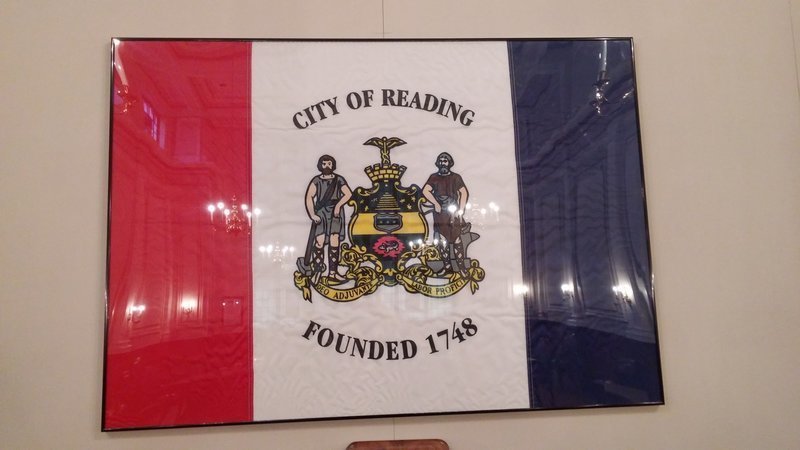 CITY OF READING
DEO ADJUVANTE LABOR PROFICIT
FOUNDED 1748